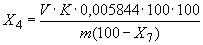 X₄ = V · K · 0,005844 · 100 · 100 / m(100 − X₇)